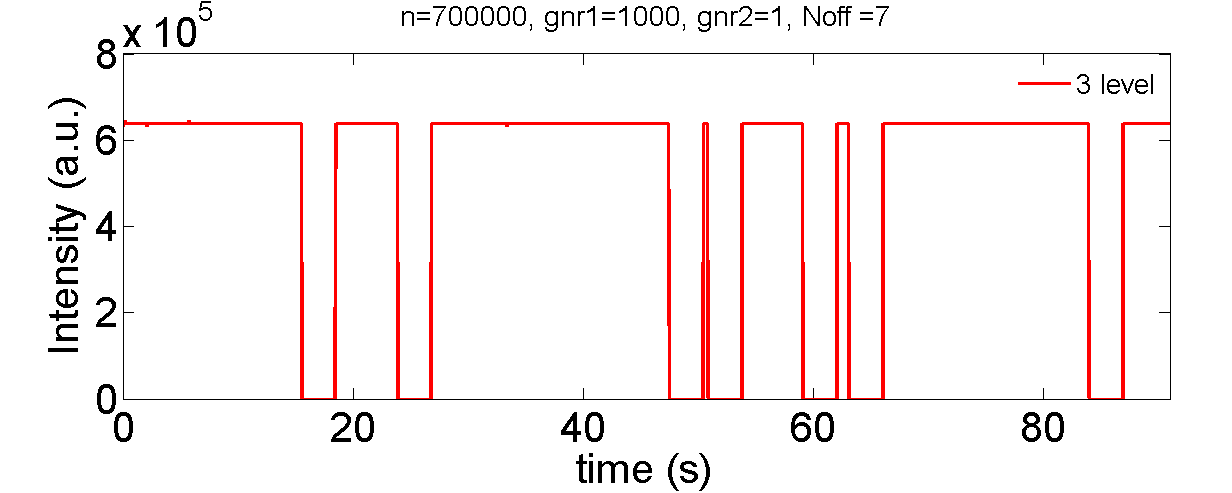 n=700000, gnr1=1000, gnr2=1, Noff =7
x 10^5
3 level
8
6
4
2
0
Intensity (a.u.)
0 20 40 60 80
time (s)